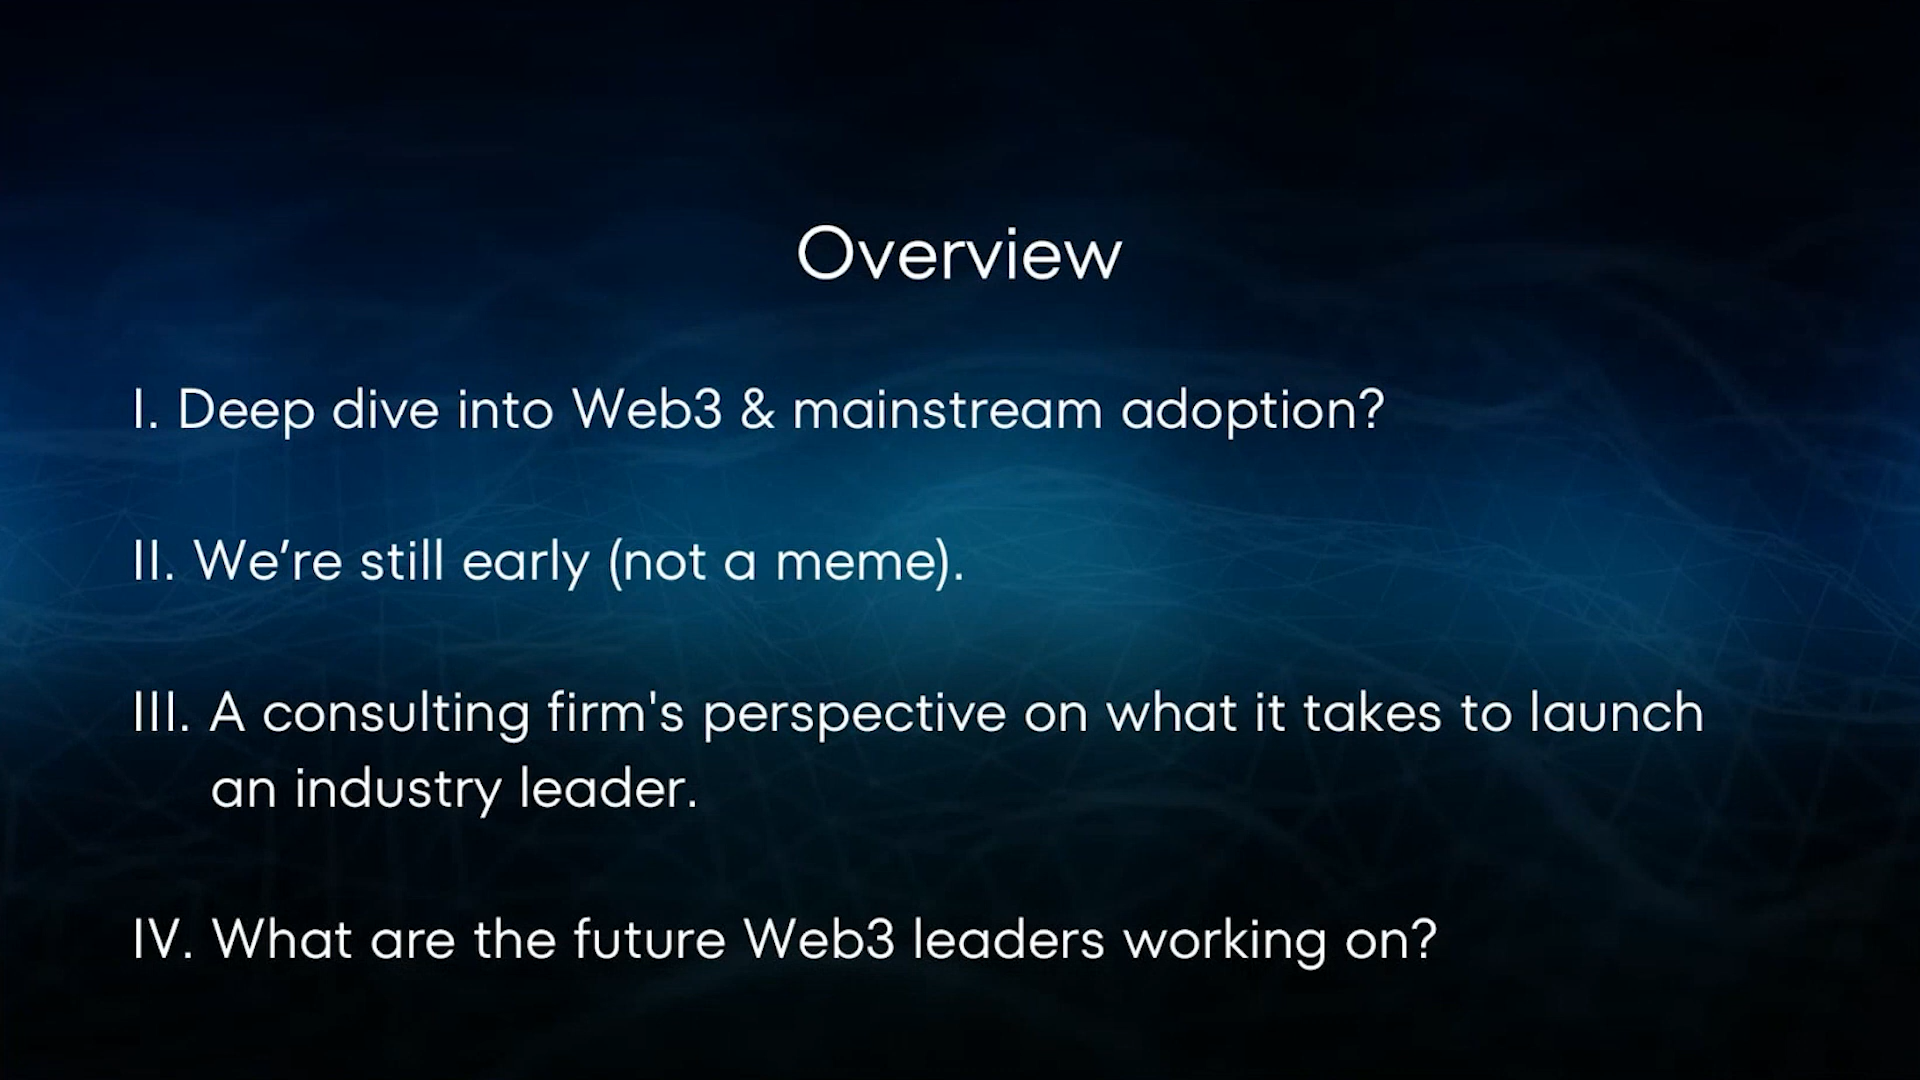 Overview
I. Deep dive into Web3 & mainstream adoption?
II. We’re still early (not a meme).
III. A consulting firm's perspective on what it takes to launch
an industry leader.
IV. What are the future Web3 leaders working on?